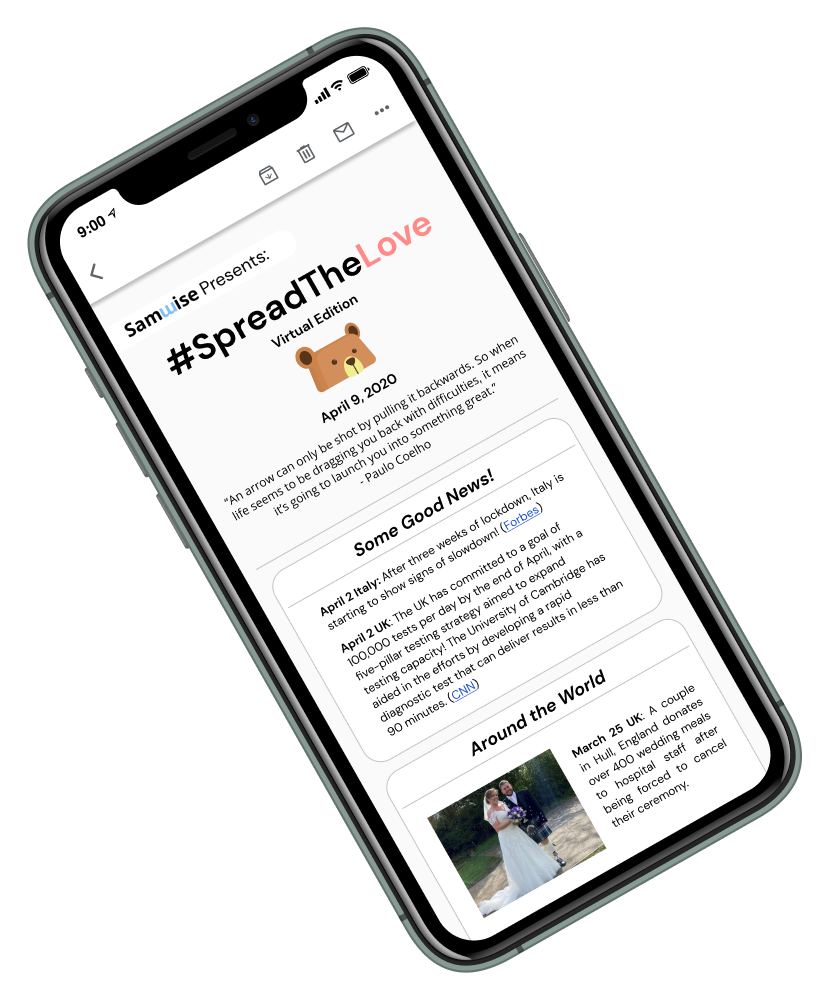 9:00
Samwise Presents:
#SpreadTheLove
Virtual Edition
April 9, 2020
“An arrow can only be shot by pulling it backwards. So when
life seems to be dragging you back with difficulties, it means
it’s going to launch you into something great.”
- Paulo Coelho
Some Good News!
April 2 Italy: After three weeks of lockdown, Italy is
starting to show signs of slowdown! (Forbes)
April 2 UK: The UK has committed to a goal of
100,000 tests per day by the end of April, with a
five-pillar testing strategy aimed to expand
testing capacity! The University of Cambridge has
aided in the efforts by developing a rapid
diagnostic test that can deliver results in less than
90 minutes. (CNN)
Around the World
March 25 UK: A couple
in Hull, England donates
over 400 wedding meals
to hospital staff after
being forced to cancel
their ceremony.